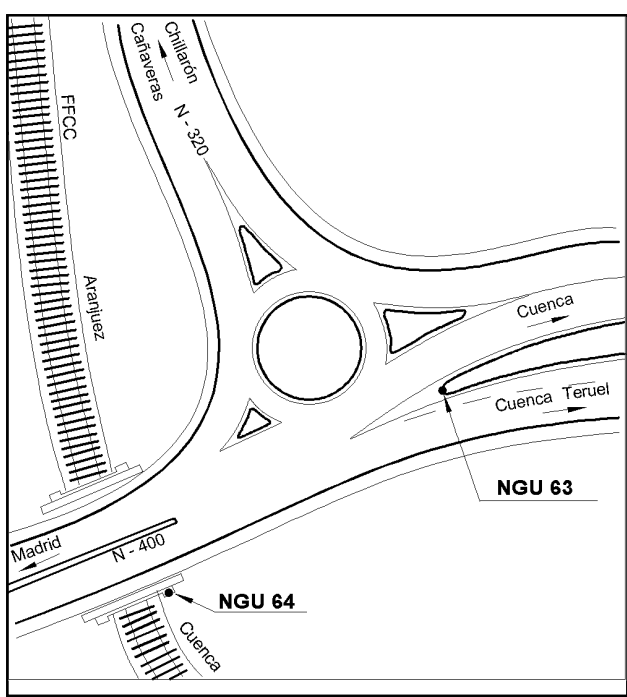 Chillarón
Cañaveras
N - 320
FFCC
Aranjuez
Cuenca
Cuenca Teruel
NGU 63
Madrid
N - 400
NGU 64
Cuenca